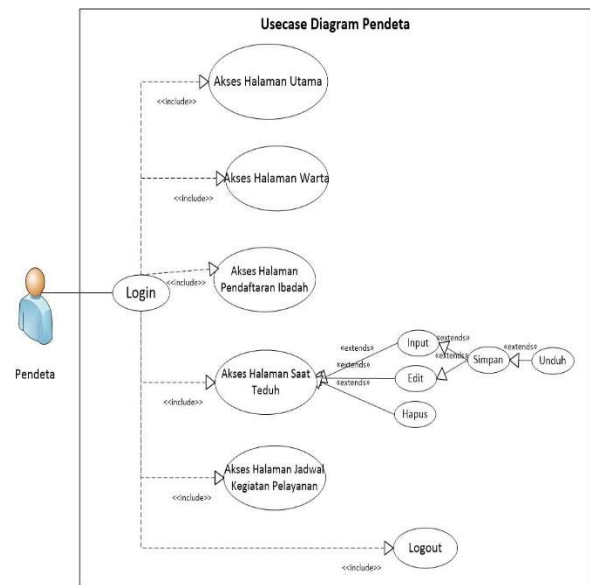 Usecase Diagram Pendeta
Akses Halaman Utama
<<include>>
Akses Halaman Warta
<<include>>
Akses Halaman
Pendaftaran Ibadah
<<include>>
Login
Pendeta
Akses Halaman Saat
Teduh
<<include>>
«extends»
«extends»
«extends»
Input
Edit
Hapus
«extends»
«extends»
Simpan
«extends»
Unduh
Akses Halaman Jadwal
Kegiatan Pelayanan
<<include>>
Logout
<<include>>